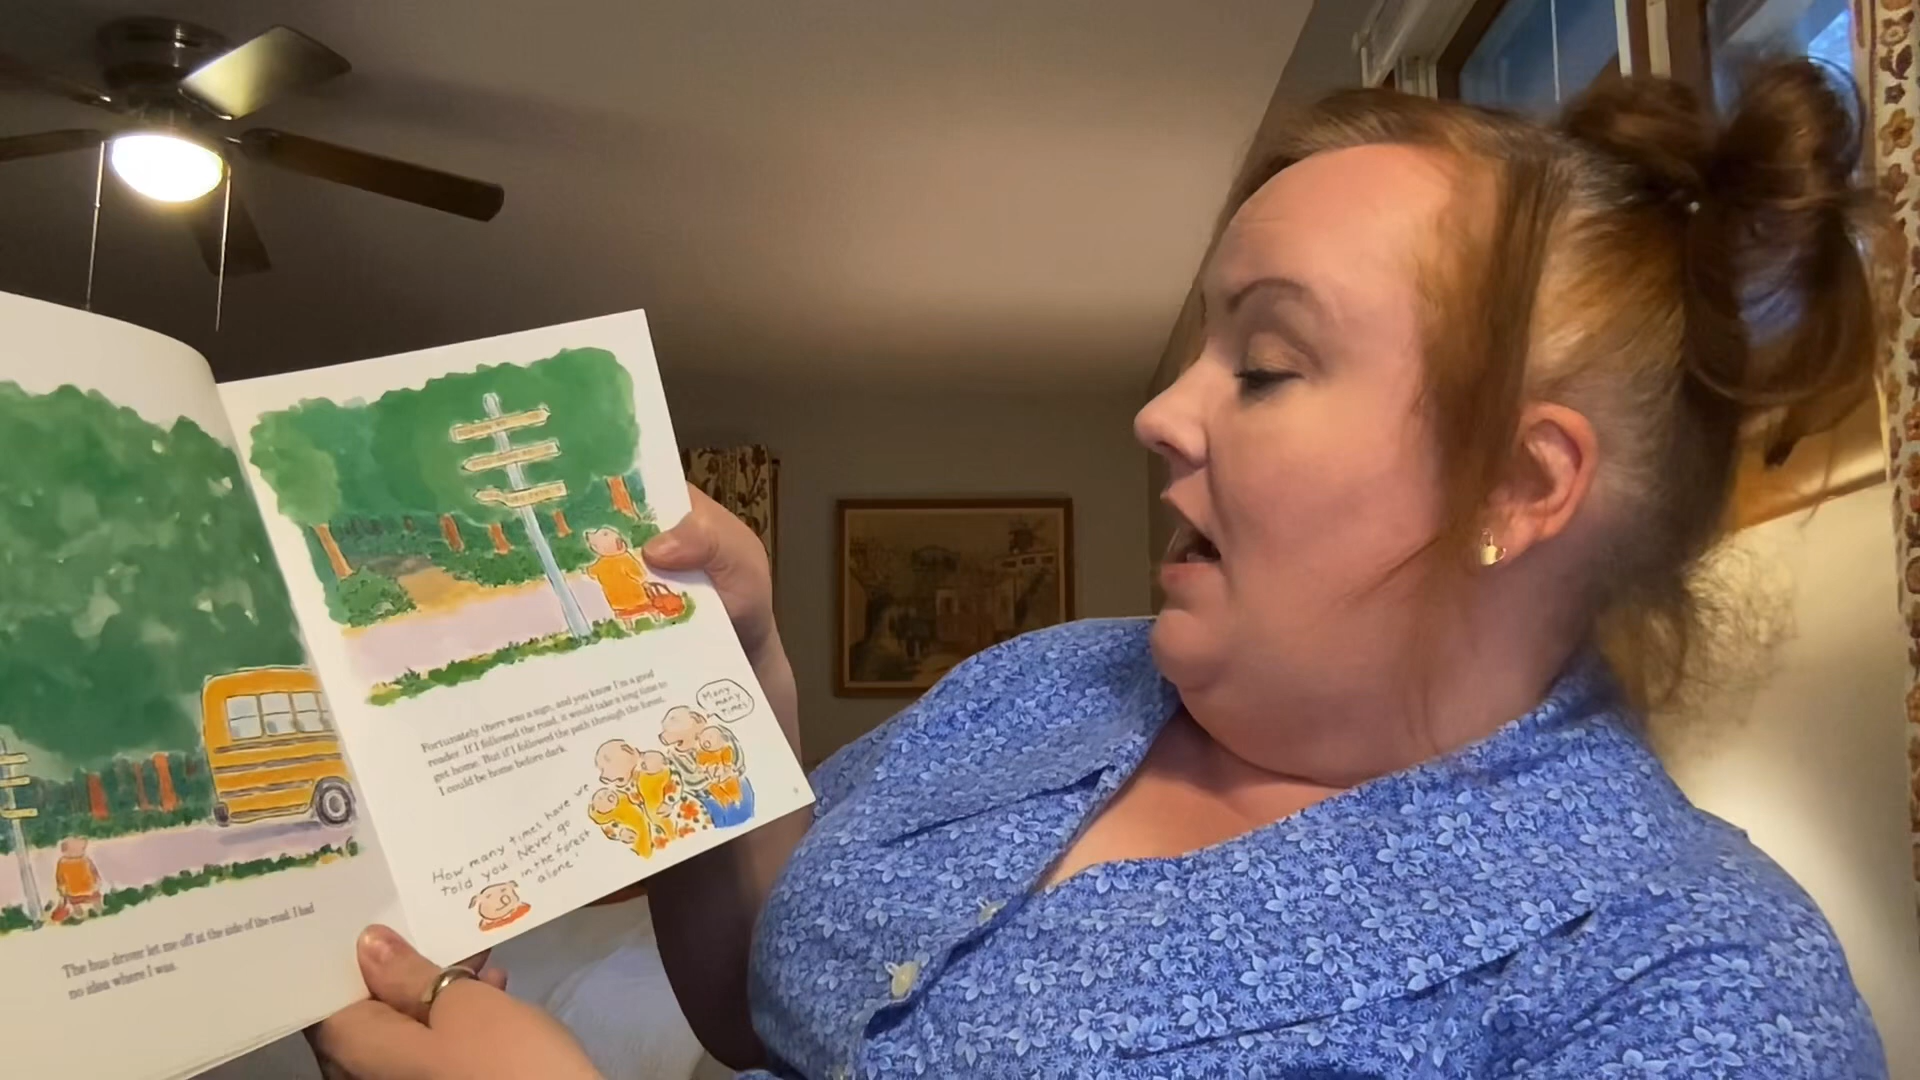 The bus driver let me off at the side of the road. I had
no idea where I was.
Fortunately there was a sign, and you know I'm a good
reader. If I followed the road, it would take a long time to
get home. But if I followed the path through the forest,
I could be home before dark.
Many
many
times!
How many times have we
told you Never go
in the forest
alone!